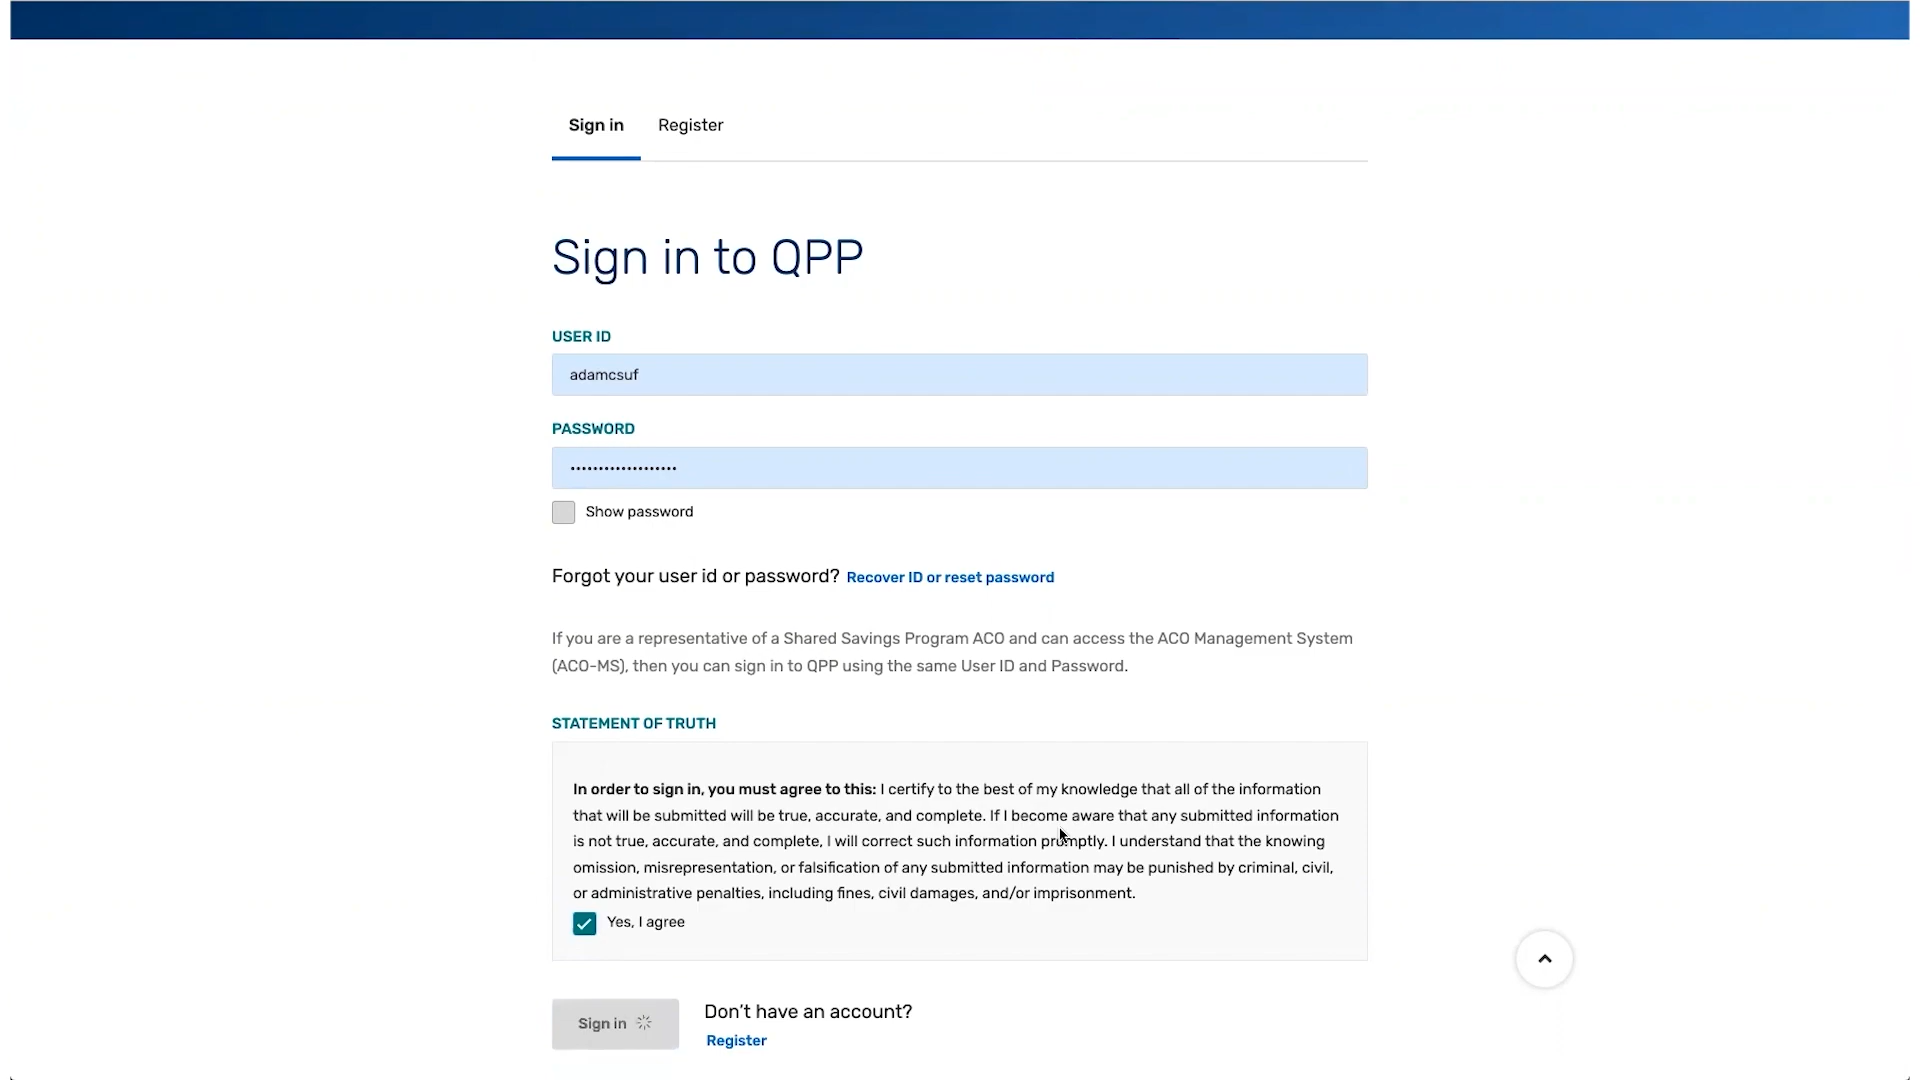 Sign in Register
Sign in to QPP
USER ID
adamcsuf
PASSWORD
•••••••••••••••••••
Show password
Forgot your user id or password? Recover ID or reset password
If you are a representative of a Shared Savings Program ACO and can access the ACO Management System
(ACO-MS), then you can sign in to QPP using the same User ID and Password.
STATEMENT OF TRUTH
In order to sign in, you must agree to this: I certify to the best of my knowledge that all of the information
that will be submitted will be true, accurate, and complete. If I become aware that any submitted information
is not true, accurate, and complete, I will correct such information promptly. I understand that the knowing
omission, misrepresentation, or falsification of any submitted information may be punished by criminal, civil,
or administrative penalties, including fines, civil damages, and/or imprisonment.
Yes, I agree
Sign in
Don't have an account?
Register